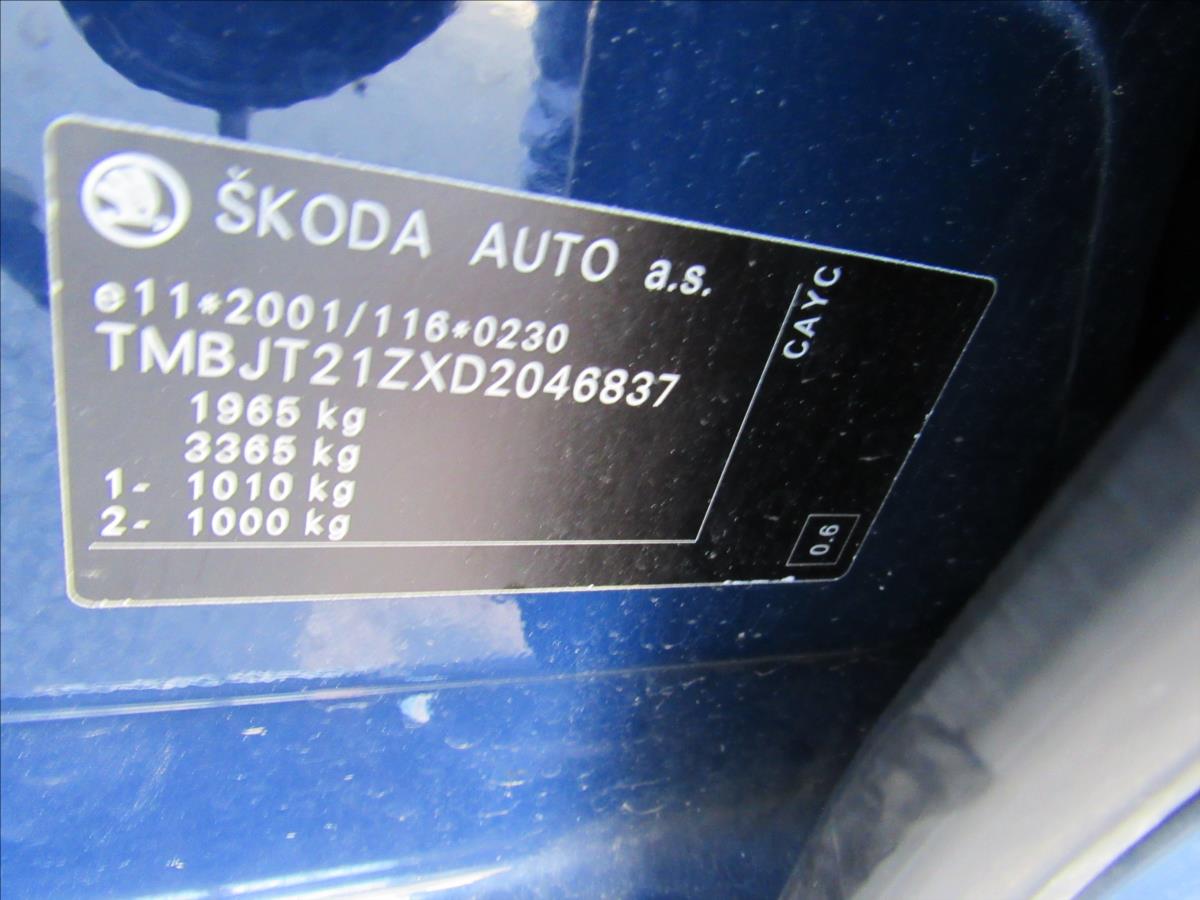 ŠKODA AUTO a.s.
e11*2001/116*0230
TMBJT21ZXD2046837
1965 kg
3365 kg
1- 1010 kg
2- 1000 kg
CAYC
0.6